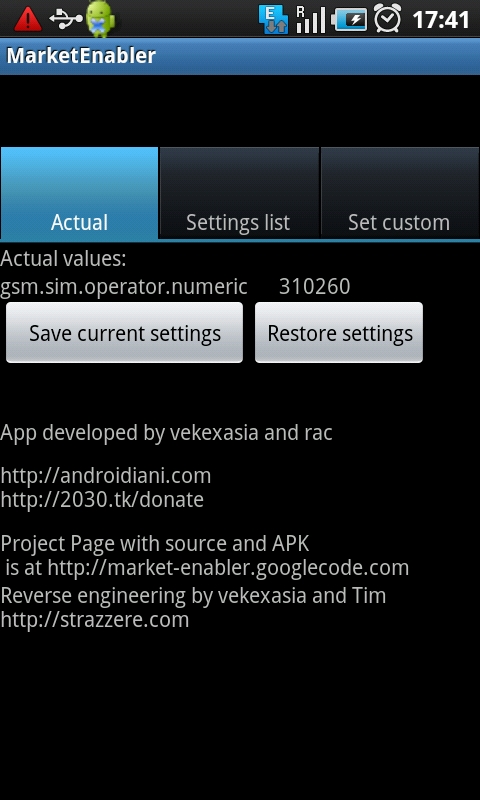 E R 17:41
MarketEnabler
Actual Settings list Set custom
Actual values:
gsm.sim.operator.numeric 310260
Save current settings Restore settings
App developed by vekexasia and rac
http://androidiani.com
http://2030.tk/donate
Project Page with source and APK
is at http://market-enabler.googlecode.com
Reverse engineering by vekexasia and Tim
http://strazzere.com